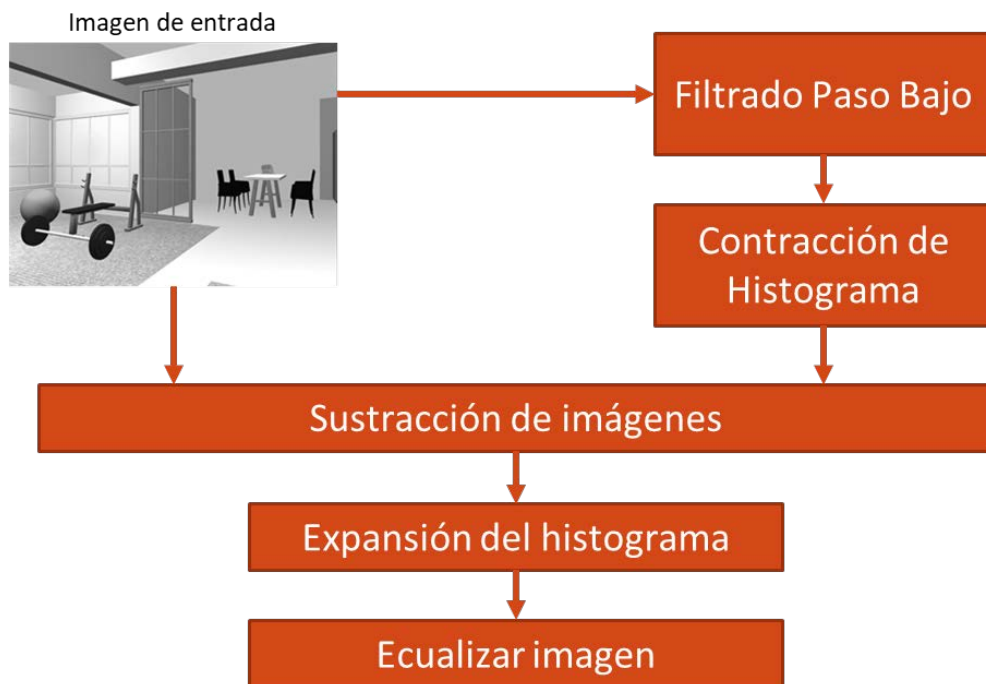 Imagen de entrada
Filtrado Paso Bajo
Contracción de
Histograma
Sustracción de imágenes
Expansión del histograma
Ecualizar imagen